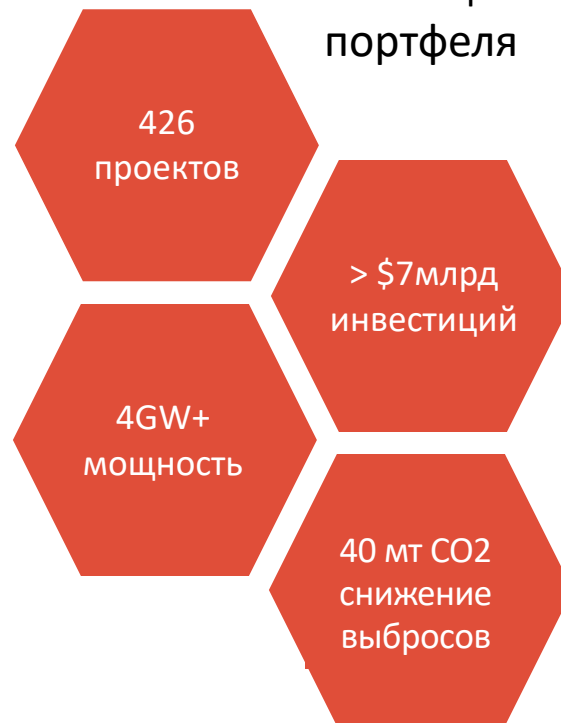 портфеля
426
проектов
> $7млрд
инвестиций
4GW+
мощность
40 мт CO2
снижение
выбросов